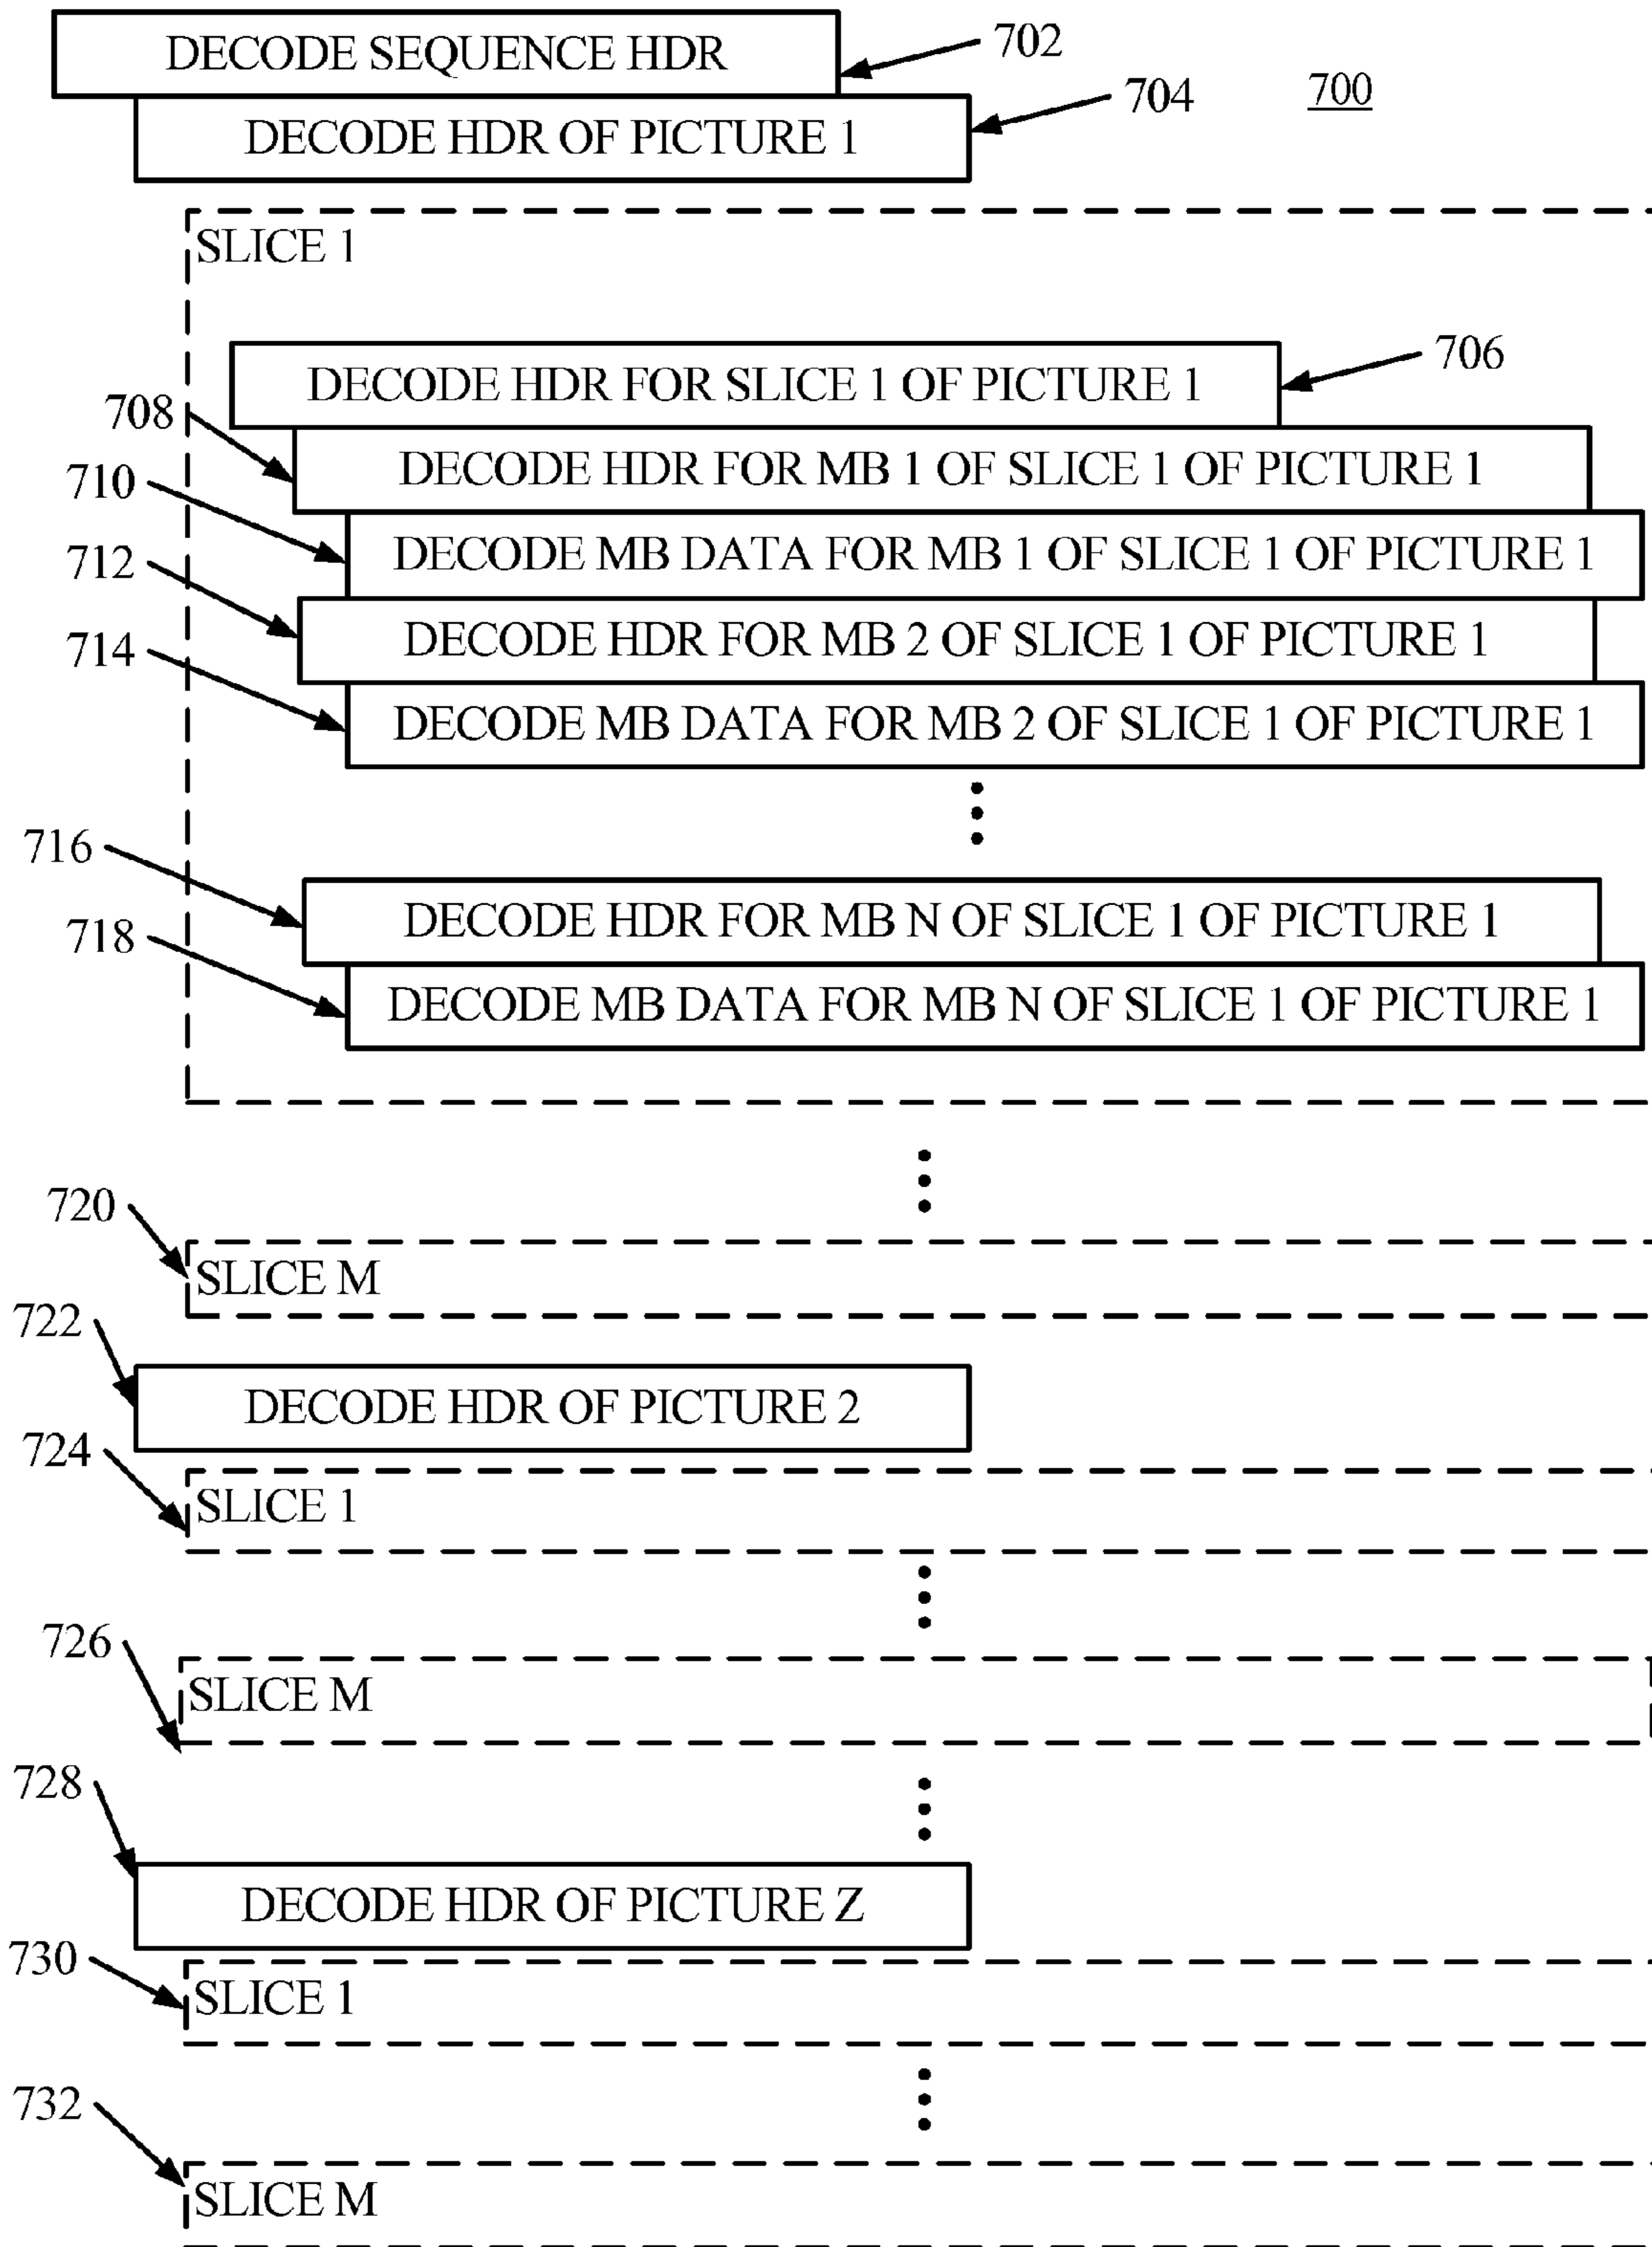 DECODE SEQUENCE HDR
702
DECODE HDR OF PICTURE 1
704
700
SLICE 1
DECODE HDR FOR SLICE 1 OF PICTURE 1
706
708
DECODE HDR FOR MB 1 OF SLICE 1 OF PICTURE 1
710
DECODE MB DATA FOR MB 1 OF SLICE 1 OF PICTURE 1
712
DECODE HDR FOR MB 2 OF SLICE 1 OF PICTURE 1
714
DECODE MB DATA FOR MB 2 OF SLICE 1 OF PICTURE 1
716
DECODE HDR FOR MB N OF SLICE 1 OF PICTURE 1
718
DECODE MB DATA FOR MB N OF SLICE 1 OF PICTURE 1
720
SLICE M
722
DECODE HDR OF PICTURE 2
724
SLICE 1
726
SLICE M
728
DECODE HDR OF PICTURE Z
730
SLICE 1
732
SLICE M